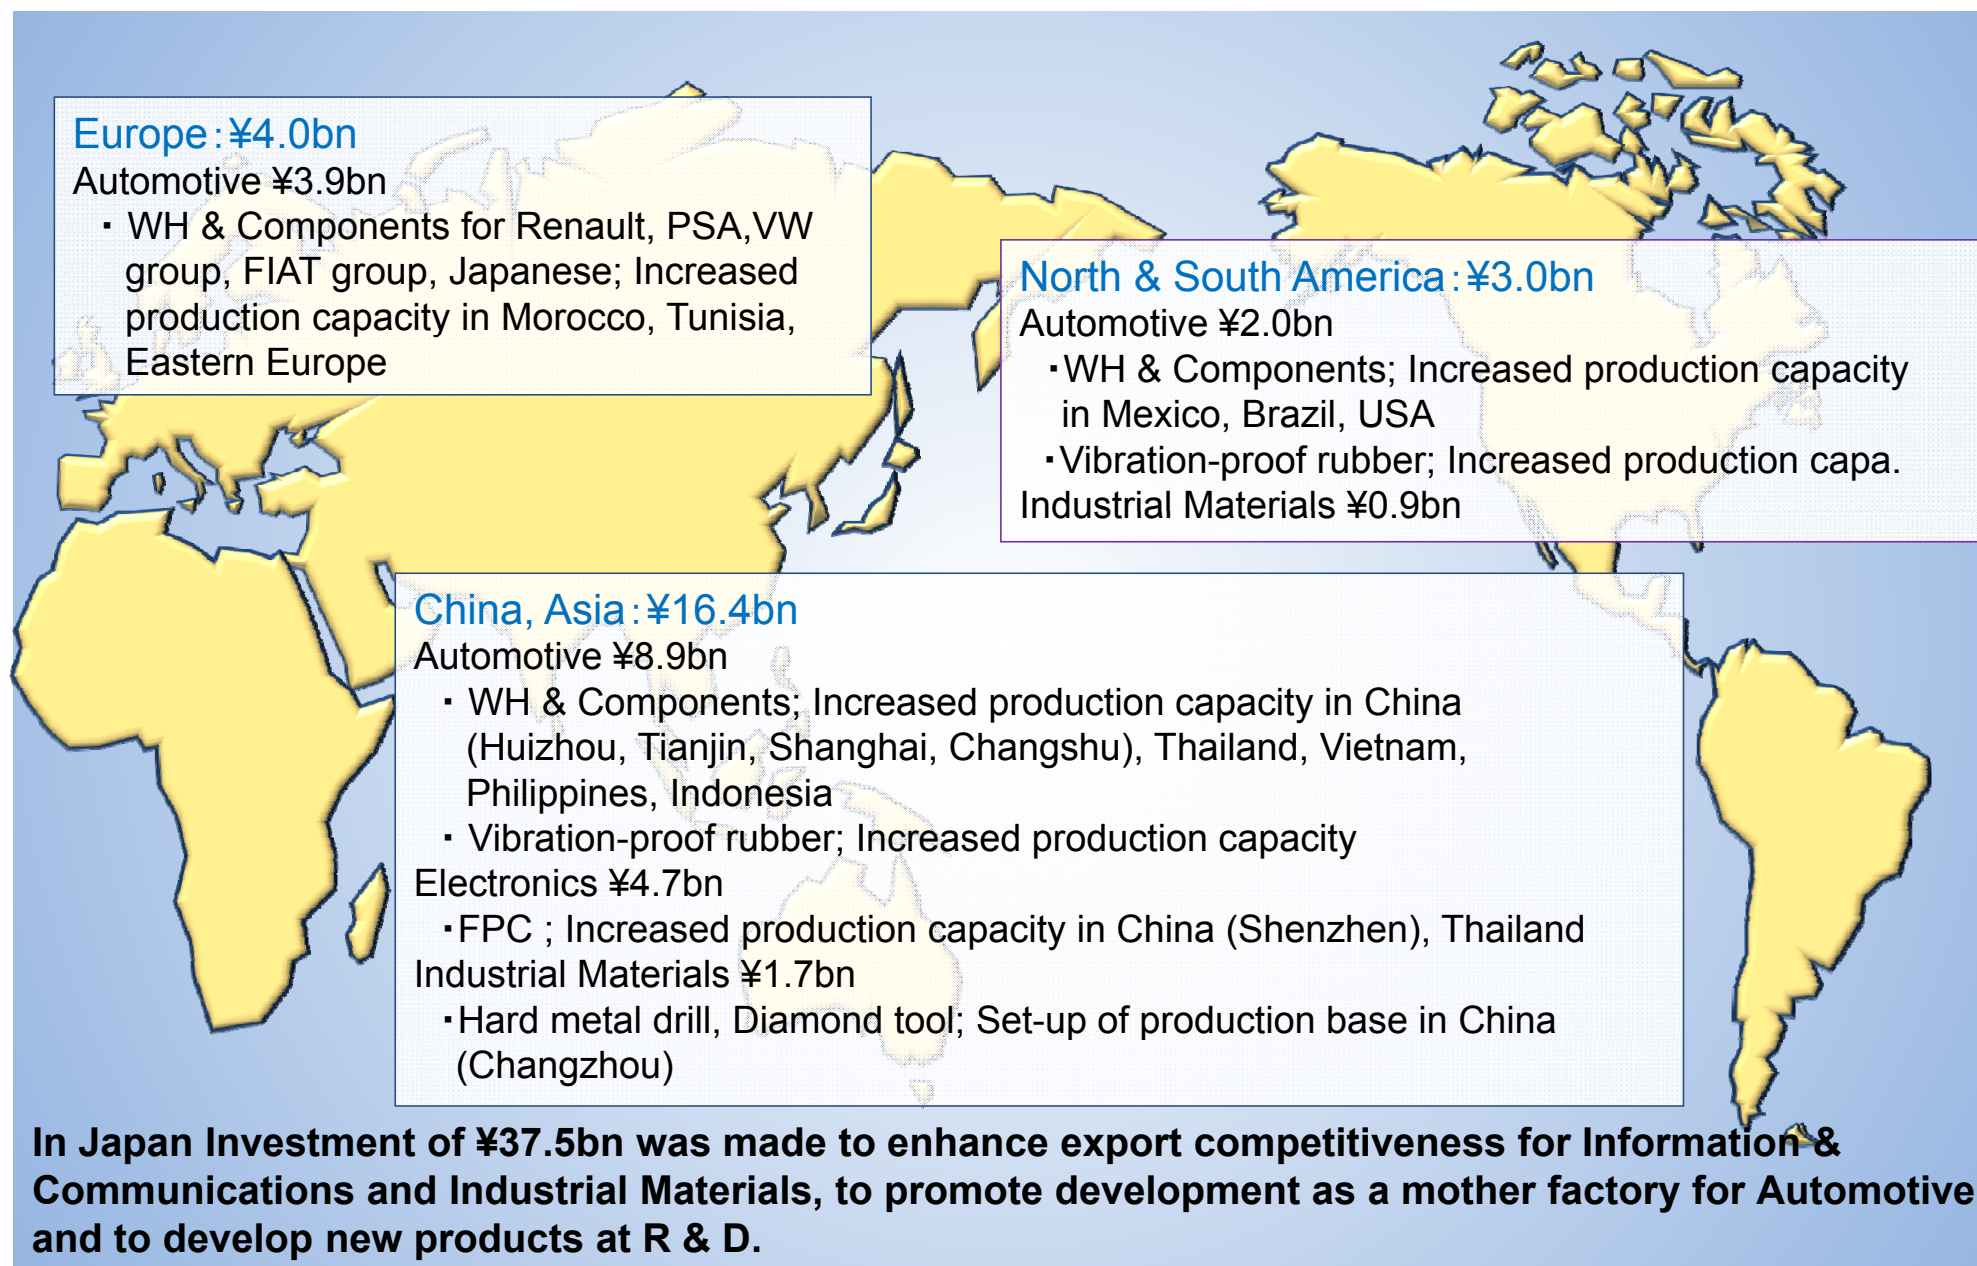 Europe：¥4.0bn
Automotive ¥3.9bn
・ WH & Components for Renault, PSA,VW
group, FIAT group, Japanese; Increased
production capacity in Morocco, Tunisia,
Eastern Europe
North & South America：¥3.0bn
Automotive ¥2.0bn
・WH & Components; Increased production capacity
in Mexico, Brazil, USA
・Vibration-proof rubber; Increased production capa.
Industrial Materials ¥0.9bn
China, Asia：¥16.4bn
Automotive ¥8.9bn
・ WH & Components; Increased production capacity in China
(Huizhou, Tianjin, Shanghai, Changshu), Thailand, Vietnam,
Philippines, Indonesia
・ Vibration-proof rubber; Increased production capacity
Electronics ¥4.7bn
・FPC ; Increased production capacity in China (Shenzhen), Thailand
Industrial Materials ¥1.7bn
・Hard metal drill, Diamond tool; Set-up of production base in China
(Changzhou)
In Japan Investment of ¥37.5bn was made to enhance export competitiveness for Information &
Communications and Industrial Materials, to promote development as a mother factory for Automotive
and to develop new products at R & D.